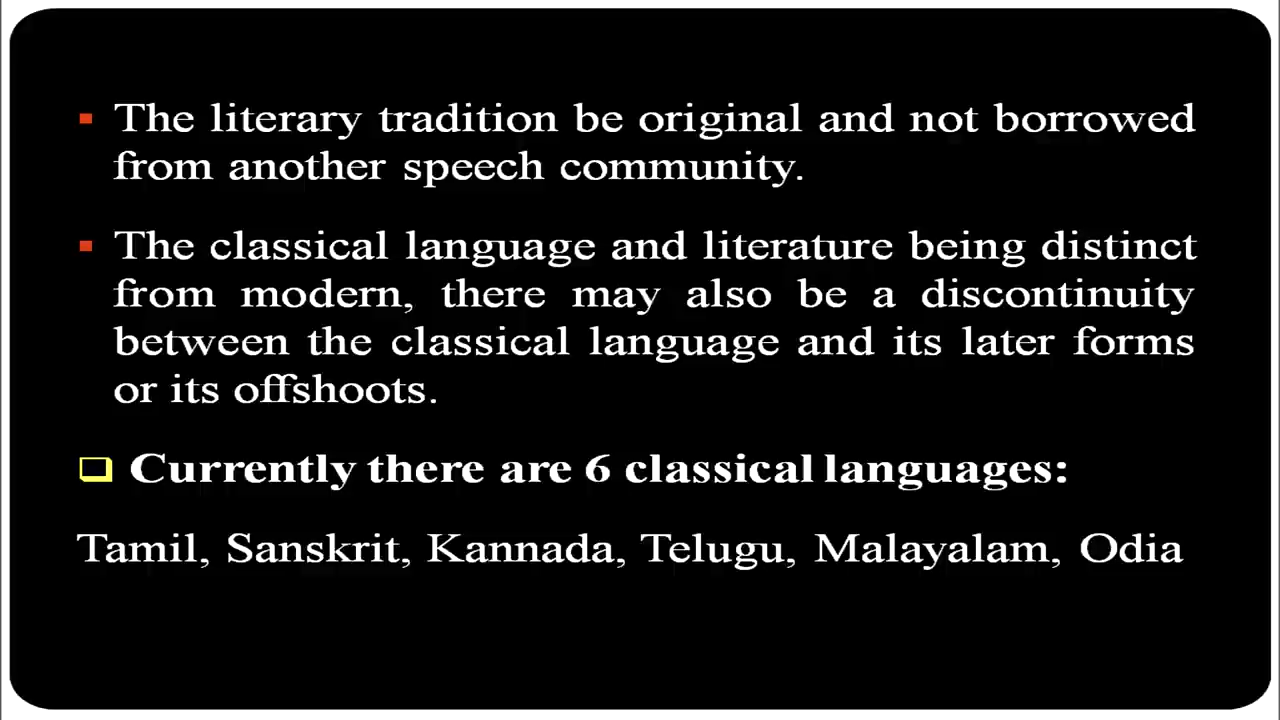 ▪ The literary tradition be original and not borrowed
from another speech community.
▪ The classical language and literature being distinct
from modern, there may also be a discontinuity
between the classical language and its later forms
or its offshoots.
❑ Currently there are 6 classical languages:
Tamil, Sanskrit, Kannada, Telugu, Malayalam, Odia